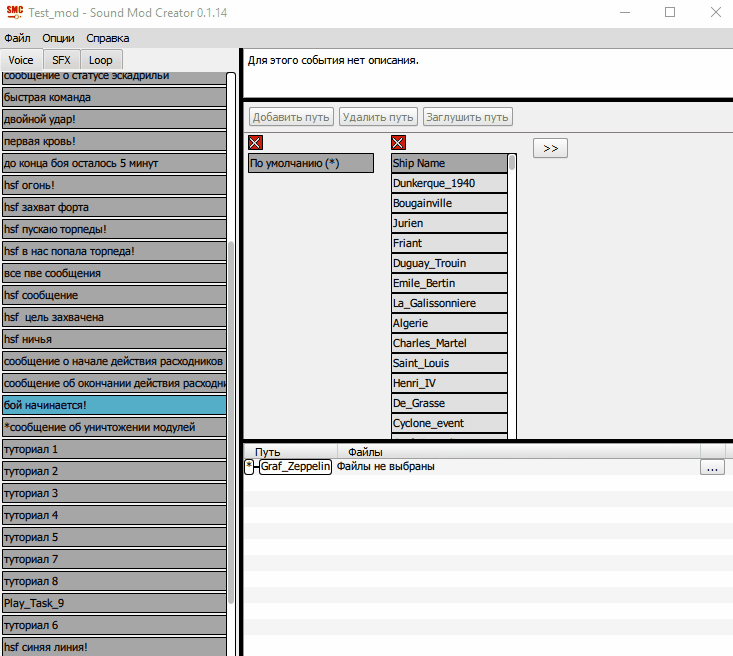 SMC Test_mod - Sound Mod Creator 0.1.14
Файл Опции Справка
Voice SFX Loop
сообщение о статусе эскадрильи
быстрая команда
двойной удар!
первая кровь!
до конца боя осталось 5 минут
hsf огонь!
hsf захват форта
hsf пускаю торпеды!
hsf в нас попала торпеда!
все пве сообщения
hsf сообщение
hsf цель захвачена
hsf ничья
сообщение о начале действия расходников
сообщение об окончании действия расходни
бой начинается!
*сообщение об уничтожении модулей
туториал 1
туториал 2
туториал 3
туториал 4
туториал 5
туториал 7
туториал 8
Play_Task_9
туториал 6
hsf синяя линия!
Для этого события нет описания.
Добавить путь Удалить путь Заглушить путь
По умолчанию (*)
Ship Name
Dunkerque_1940
Bougainville
Jurien
Friant
Duguay_Trouin
Emile_Bertin
La_Galissonniere
Algerie
Charles_Martel
Saint_Louis
Henri_IV
De_Grasse
Cyclone_event
>>
Путь Файлы
* Graf_Zeppelin Файлы не выбраны ...